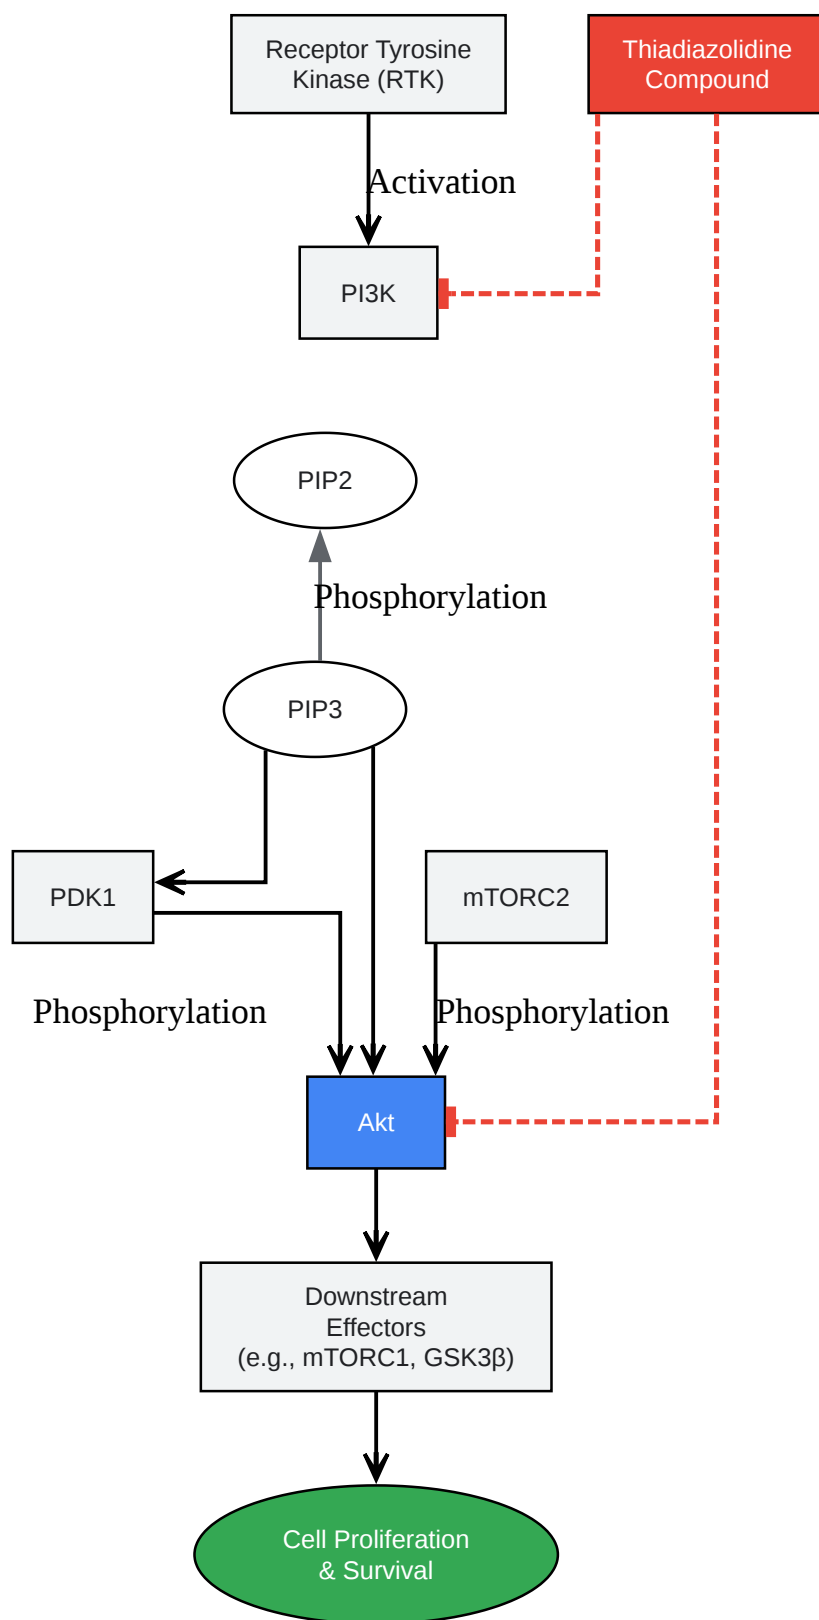 Receptor Tyrosine
Kinase (RTK)
Thiadiazolidine
Compound
Activation
PI3K
PIP2
Phosphorylation
PIP3
PDK1
mTORC2
Phosphorylation
Phosphorylation
Akt
Downstream
Effectors
(e.g., mTORC1, GSK3β)
Cell Proliferation
& Survival